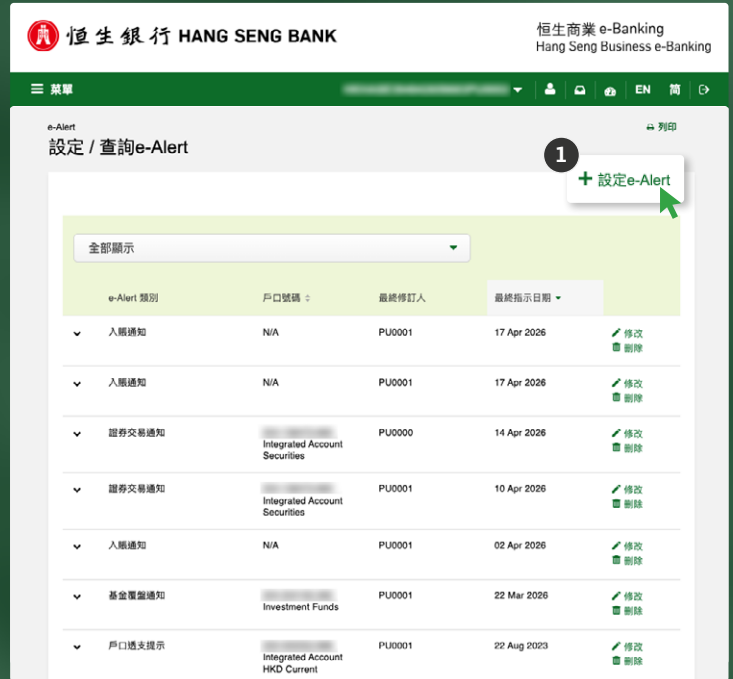 恒生銀行 HANG SENG BANK
恒生商業 e-Banking
Hang Seng Business e-Banking
菜單
EN 简
e-Alert
列印
設定 / 查詢e-Alert
1
設定e-Alert
全部顯示
e-Alert 類別 戶口號碼 最終修訂人 最終指示日期
入賬通知 N/A PU0001 17 Apr 2026 修改
刪除
入賬通知 N/A PU0001 17 Apr 2026 修改
刪除
證券交易通知 PU0000 14 Apr 2026 修改
Integrated Account 刪除
Securities
證券交易通知 PU0001 10 Apr 2026 修改
Integrated Account 刪除
Securities
入賬通知 N/A PU0001 02 Apr 2026 修改
刪除
基金覆盤通知 PU0001 22 Mar 2026 修改
Investment Funds 刪除
戶口透支提示 PU0001 22 Aug 2023 修改
Integrated Account 刪除
HKD Current